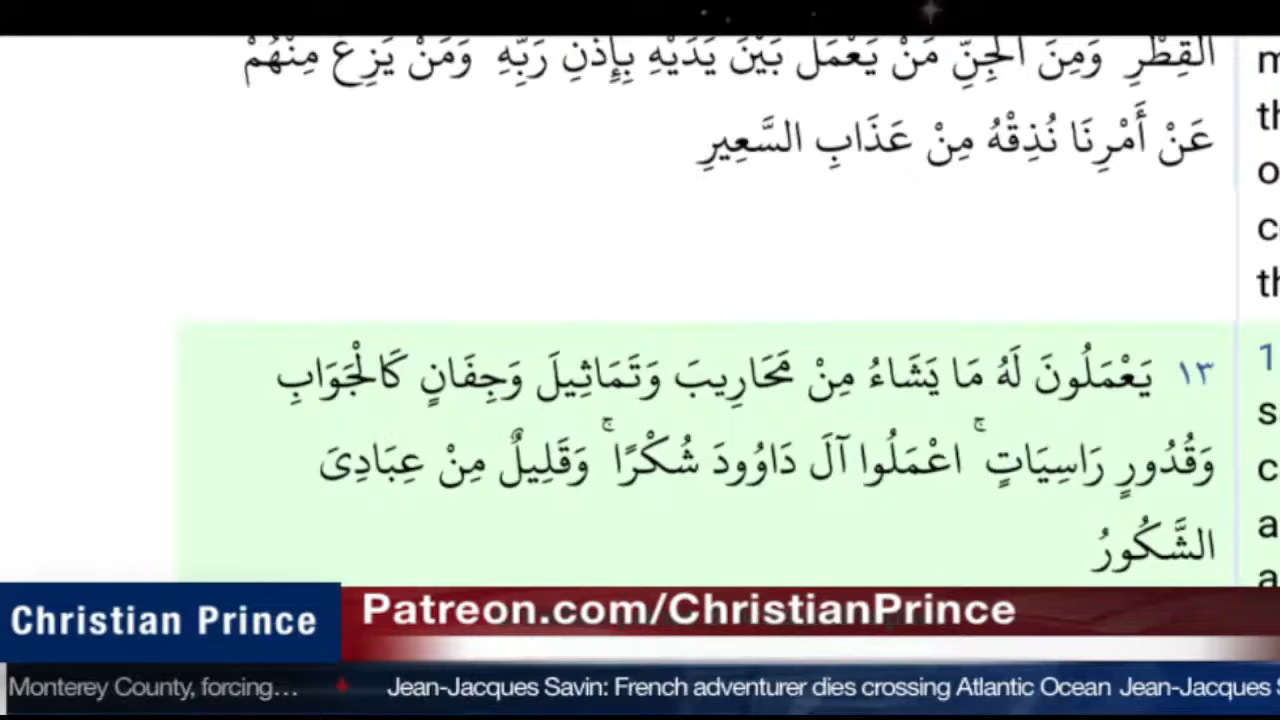 الْقِطْرِ وَمِنَ الْجِنِّ مَنْ يَعْمَلُ بَيْنَ يَدَيْهِ بِإِذْنِ رَبِّهِ وَمَنْ يَزِغْ مِنْهُمْ
عَنْ أَمْرِنَا نُذِقْهُ مِنْ عَذَابِ السَّعِيرِ
١٣ يَعْمَلُونَ لَهُ مَا يَشَاءُ مِنْ مَحَارِيبَ وَتَمَاثِيلَ وَجِفَانٍ كَالْجَوَابِ
وَقُدُورٍ رَاسِيَاتٍ ۚ اعْمَلُوا آلَ دَاوُودَ شُكْرًا ۚ وَقَلِيلٌ مِنْ عِبَادِيَ
الشَّكُورُ
Christian Prince
Patreon.com/ChristianPrince
Monterey County, forcing... Jean-Jacques Savin: French adventurer dies crossing Atlantic Ocean Jean-Jacques